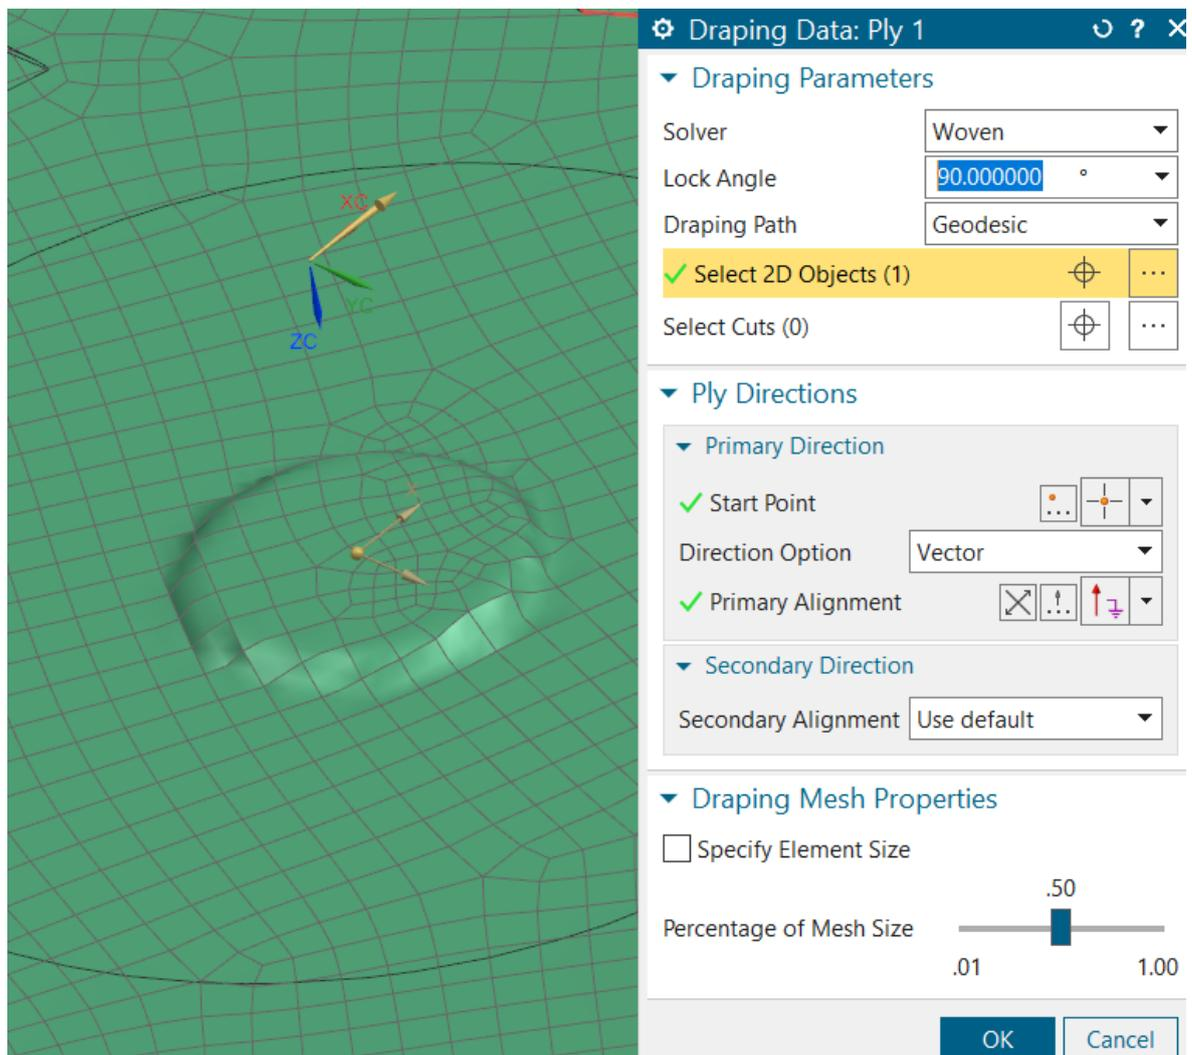 Draping Data: Ply 1
Draping Parameters
Solver Woven
Lock Angle 90.000000 °
Draping Path Geodesic
Select 2D Objects (1)
Select Cuts (0)
Ply Directions
Primary Direction
Start Point
Direction Option Vector
Primary Alignment
Secondary Direction
Secondary Alignment Use default
Draping Mesh Properties
Specify Element Size
.50
Percentage of Mesh Size
.01 1.00
OK Cancel
XC
YC
ZC
X